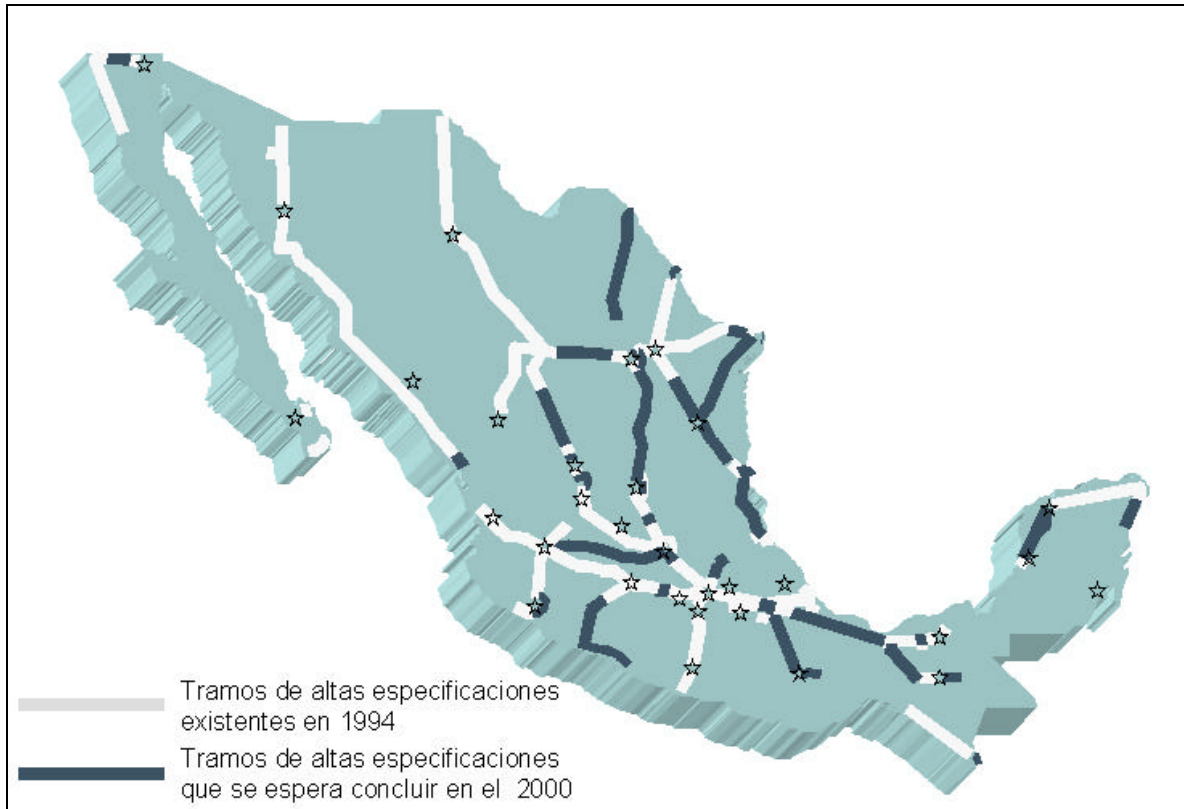 Tramos de altas especificaciones
existentes en 1994
Tramos de altas especificaciones
que se espera concluir en el 2000